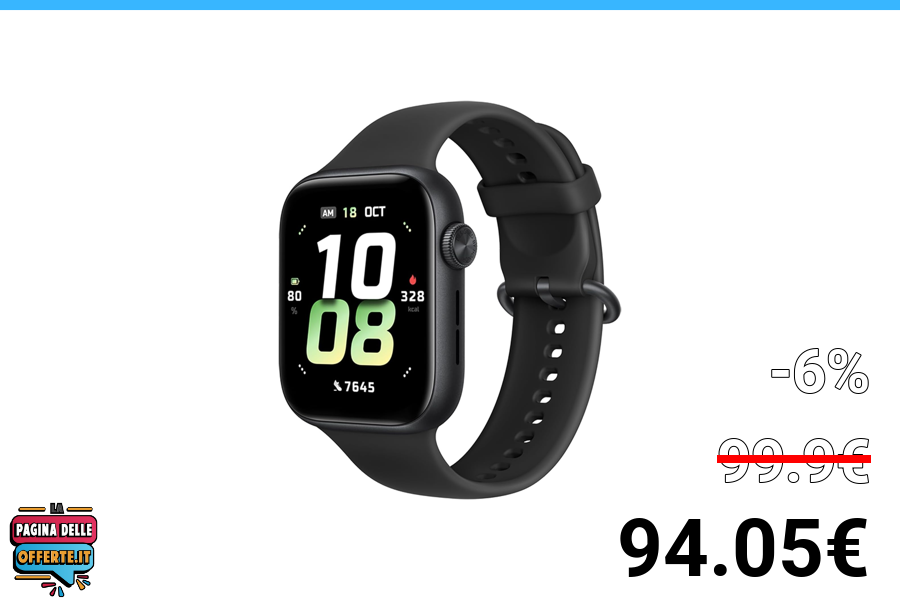 AM 18 OCT
10
80
328
%
kcal
08
7645
-6%
99.9€
94.05€
LA
PAGINA DELLE
OFFERTE.IT